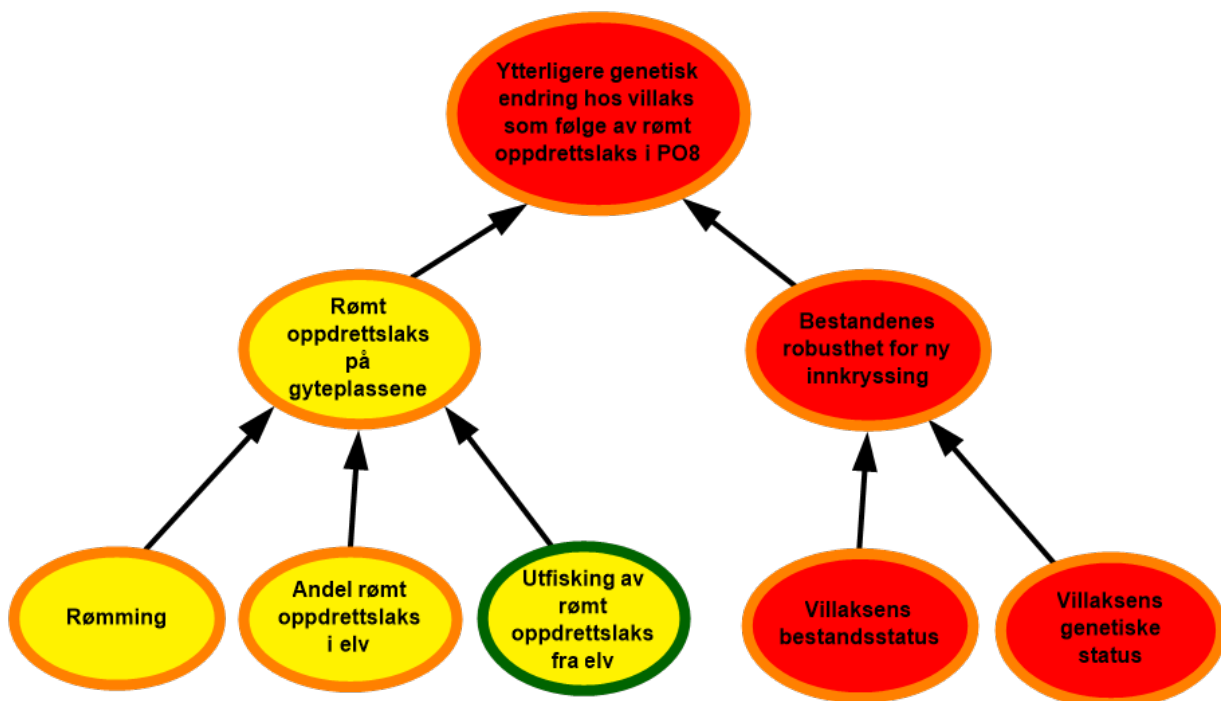 Ytterligere genetisk
endring hos villaks
som følge av rømt
oppdrettslaks i PO8
Rømt
oppdrettslaks
på
gyteplassene
Bestandenes
robusthet for ny
innkryssing
Rømming
Andel rømt
oppdrettslaks
i elv
Utfisking av
rømt
oppdrettslaks
fra elv
Villaksens
bestandsstatus
Villaksens
genetiske
status